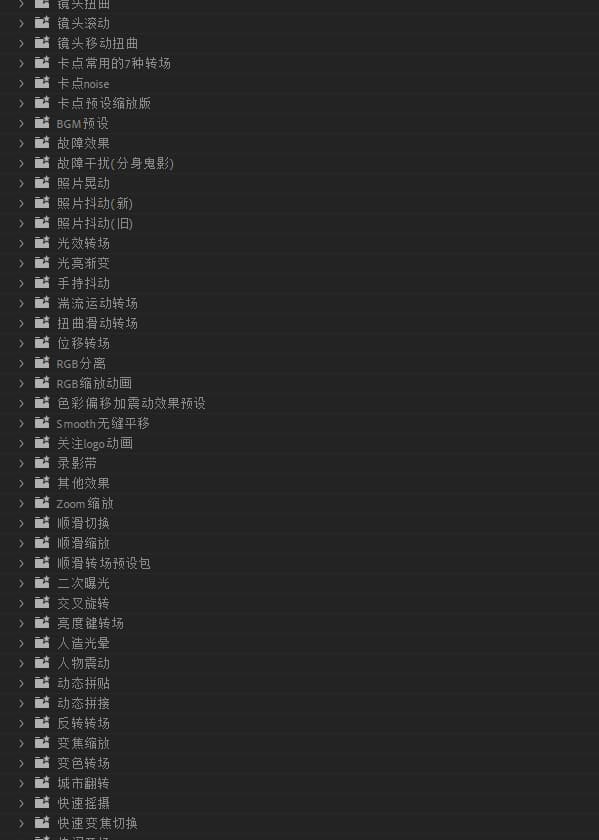 镜头扭曲
镜头滚动
镜头移动扭曲
卡点常用的7种转场
卡点noise
卡点预设缩放版
BGM预设
故障效果
故障干扰(分身鬼影)
照片晃动
照片抖动(新)
照片抖动(旧)
光效转场
光亮渐变
手持抖动
湍流运动转场
扭曲滑动转场
位移转场
RGB分离
RGB缩放动画
色彩偏移加震动效果预设
Smooth无缝平移
关注logo动画
录影带
其他效果
Zoom缩放
顺滑切换
顺滑缩放
顺滑转场预设包
二次曝光
交叉旋转
亮度键转场
人造光晕
人物震动
动态拼贴
动态拼接
反转转场
变焦缩放
变色转场
城市翻转
快速摇摄
快速变焦切换